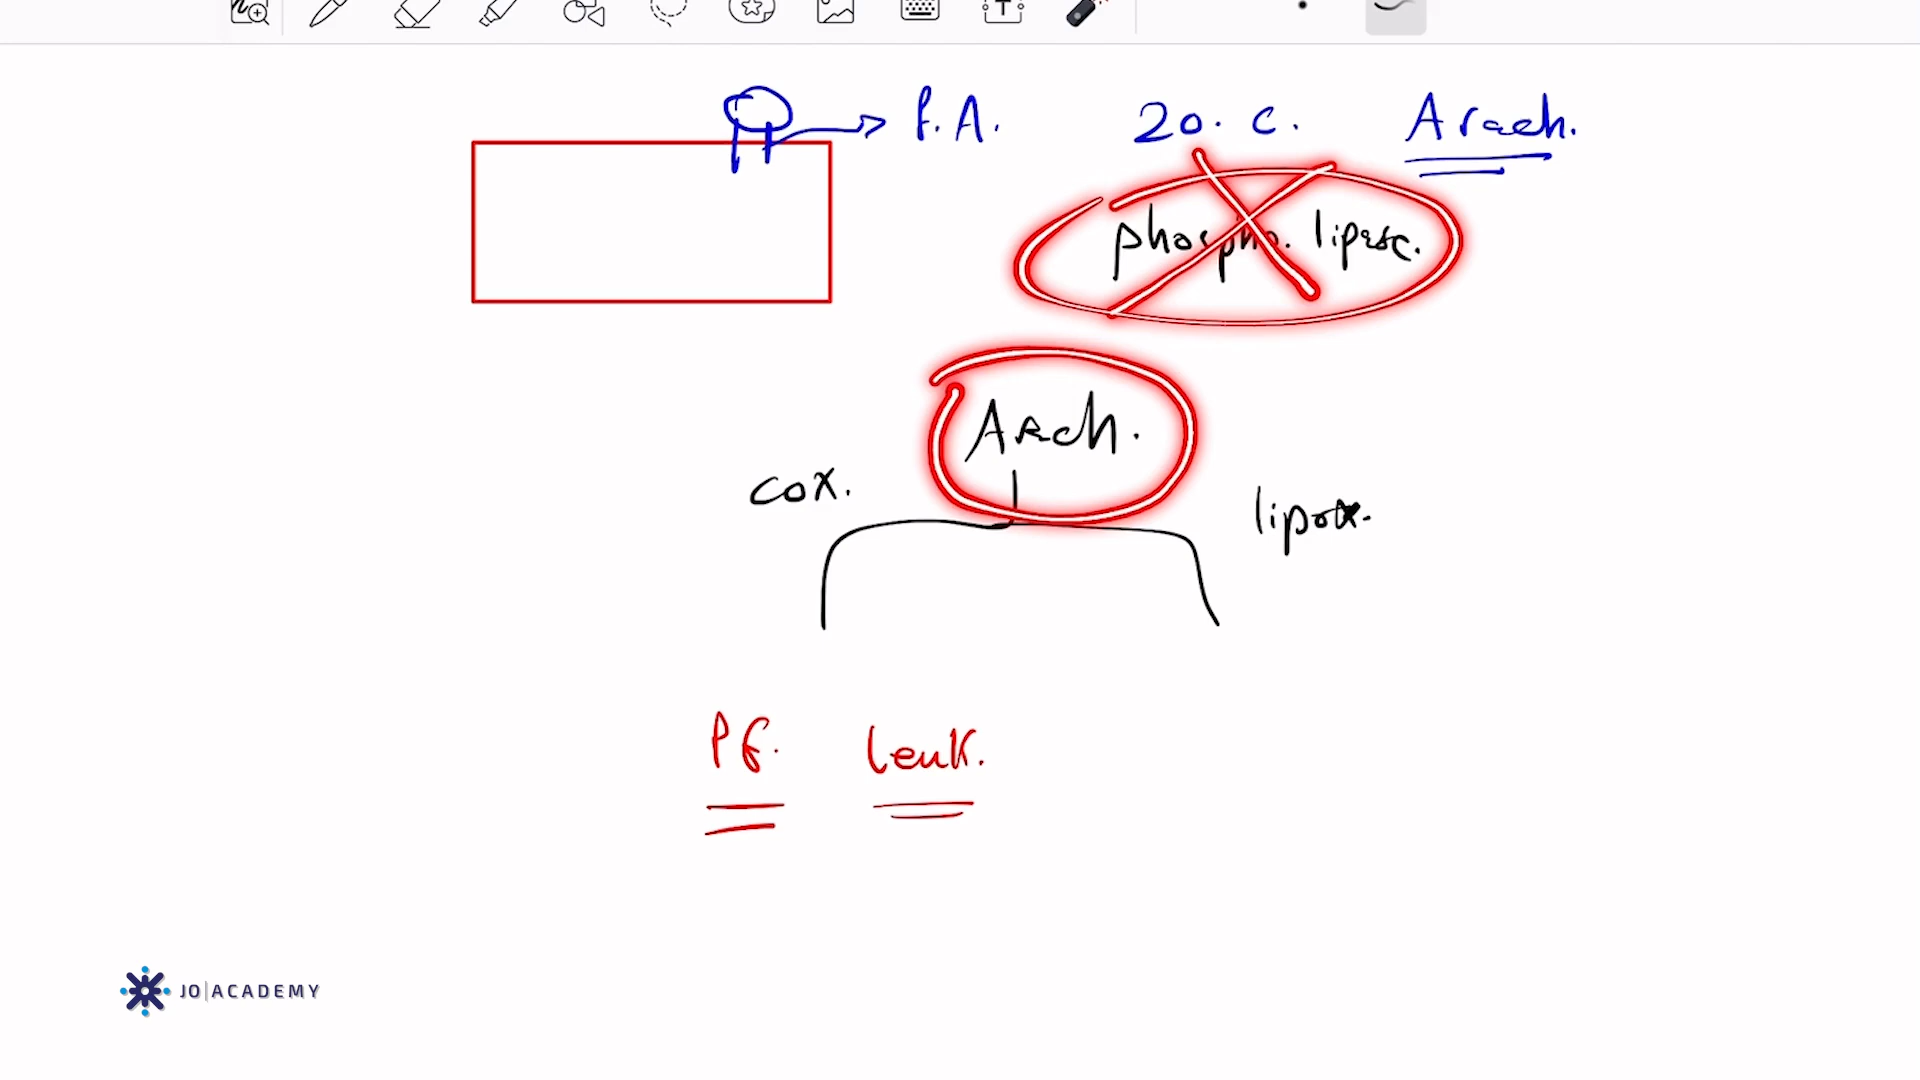 F.A. 20. C. Arach.
phospho. lipase.
Arch.
cox.
lipox.
PG. leuk.
JO|ACADEMY